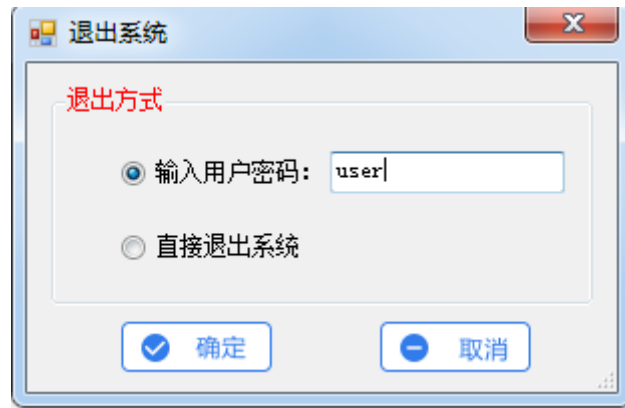 退出系统
退出方式
输入用户密码： user
直接退出系统
确定 取消